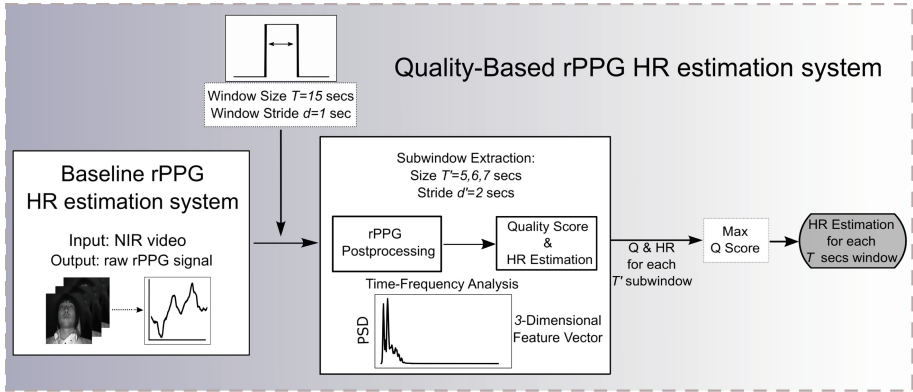 Quality-Based rPPG HR estimation system
Window Size T=15 secs
Window Stride d=1 sec
Baseline rPPG
HR estimation system
Input: NIR video
Output: raw rPPG signal
Subwindow Extraction:
Size T'=5,6,7 secs
Stride d'=2 secs
rPPG
Postprocessing
Quality Score
&
HR Estimation
Time-Frequency Analysis
PSD
3-Dimensional
Feature Vector
Q & HR
for each
T' subwindow
Max
Q Score
HR Estimation
for each
T secs window